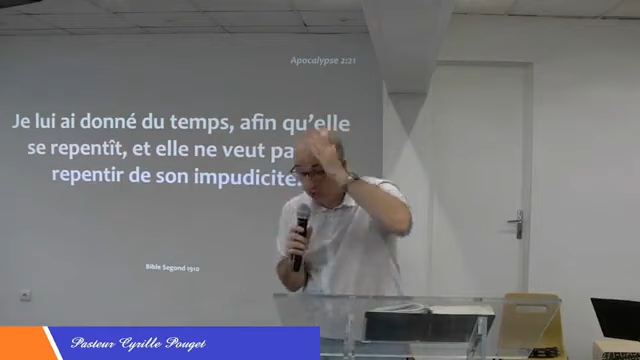 Apocalypse 2:21
Je lui ai donné du temps, afin qu'elle
se repentît, et elle ne veut pa
repentir de son impudicité.
Bible Segond 1910
Pasteur Cyrille Pouget